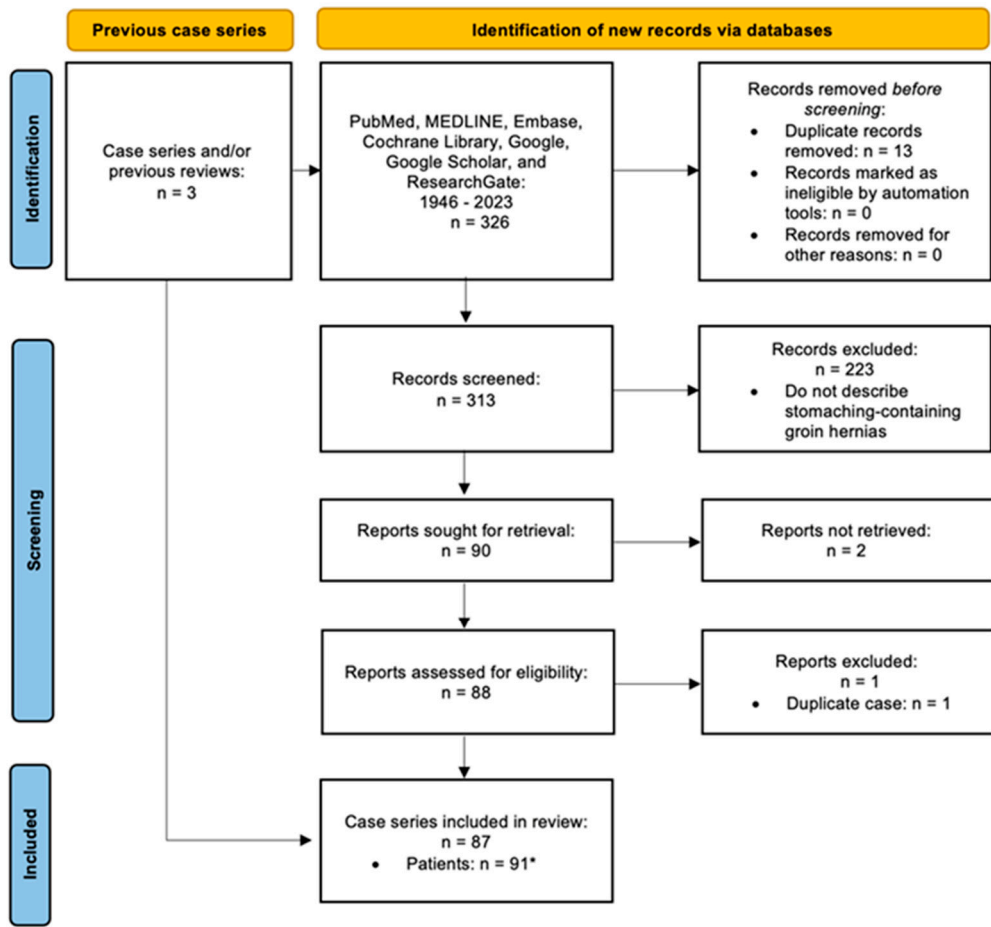 Previous case series
Identification of new records via databases
Identification
Case series and/or
previous reviews:
n = 3
PubMed, MEDLINE, Embase,
Cochrane Library, Google,
Google Scholar, and
ResearchGate:
1946 - 2023
n = 326
Records removed before
screening:
• Duplicate records
removed: n = 13
• Records marked as
ineligible by automation
tools: n = 0
• Records removed for
other reasons: n = 0
Screening
Records screened:
n = 313
Records excluded:
n = 223
• Do not describe
stomaching-containing
groin hernias
Reports sought for retrieval:
n = 90
Reports not retrieved:
n = 2
Reports assessed for eligibility:
n = 88
Reports excluded:
n = 1
• Duplicate case: n = 1
Included
Case series included in review:
n = 87
• Patients: n = 91*